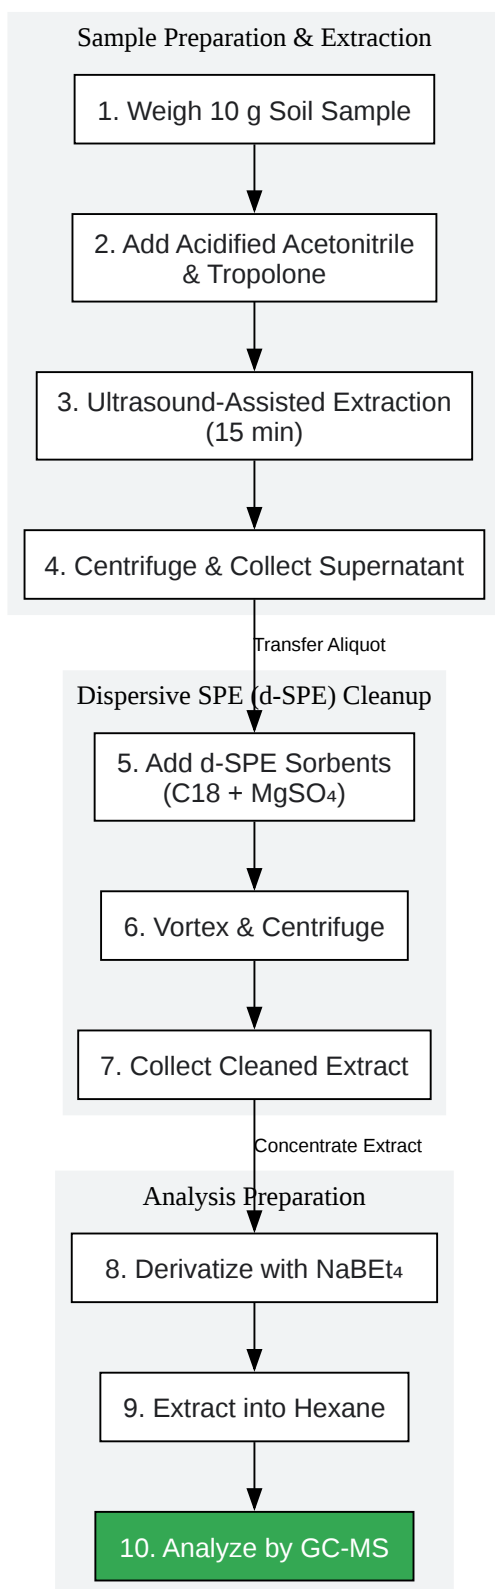 Sample Preparation & Extraction
1. Weigh 10 g Soil Sample
2. Add Acidified Acetonitrile
& Tropolone
3. Ultrasound-Assisted Extraction
(15 min)
4. Centrifuge & Collect Supernatant
Transfer Aliquot
Dispersive SPE (d-SPE) Cleanup
5. Add d-SPE Sorbents
(C18 + MgSO₄)
6. Vortex & Centrifuge
7. Collect Cleaned Extract
Concentrate Extract
Analysis Preparation
8. Derivatize with NaBEt₄
9. Extract into Hexane
10. Analyze by GC-MS